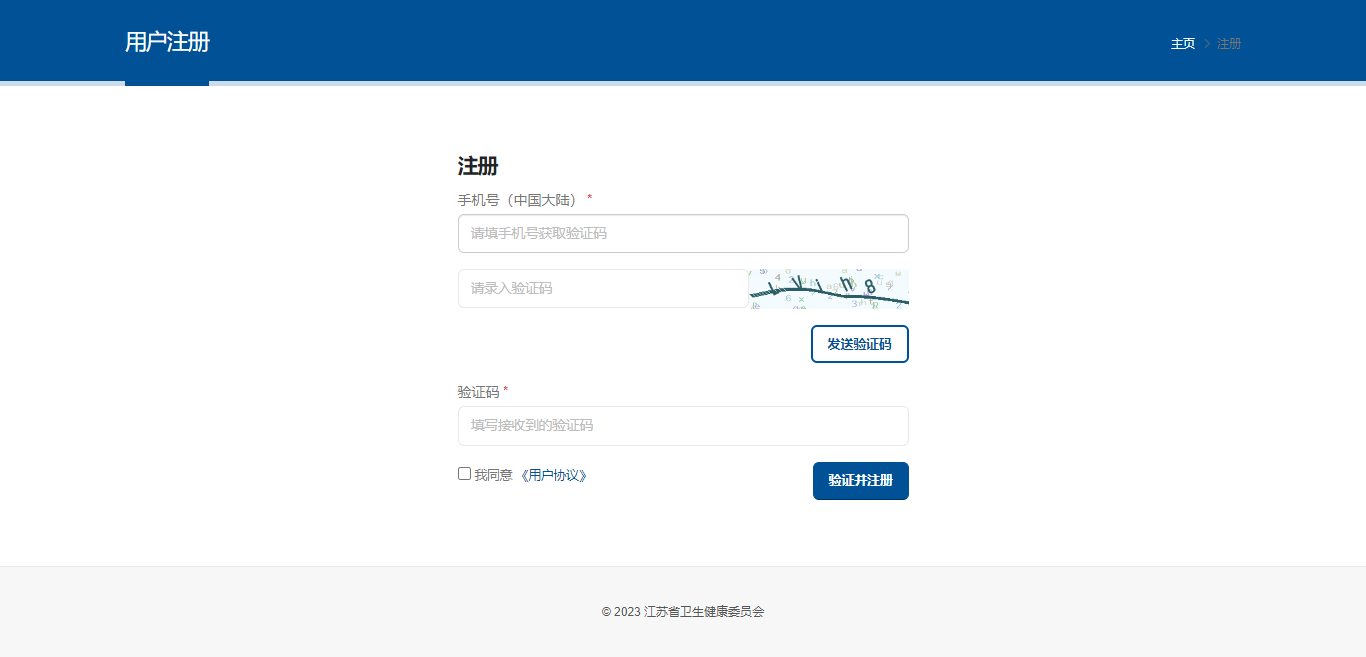 用户注册
主页 > 注册
注册
手机号（中国大陆） *
请填手机号获取验证码
请录入验证码
发送验证码
验证码 *
填写接收到的验证码
我同意 《用户协议》
验证并注册
© 2023 江苏省卫生健康委员会